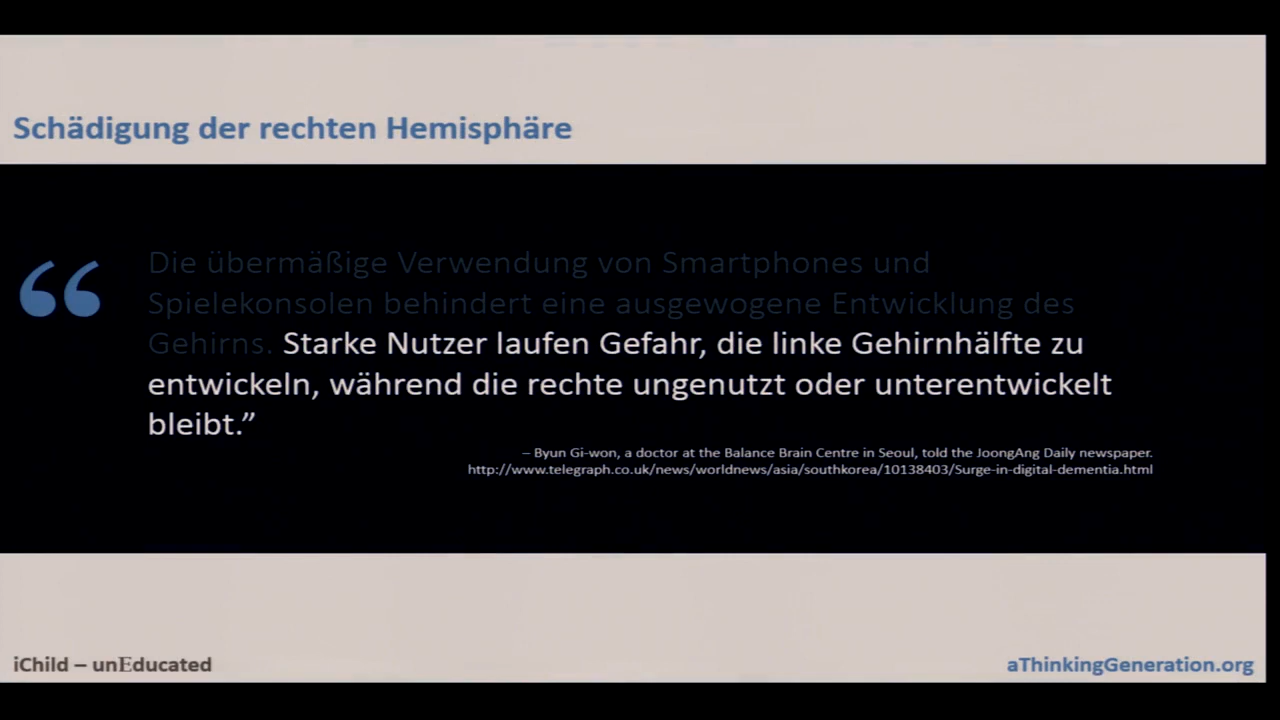 Schädigung der rechten Hemisphäre
“
Die übermäßige Verwendung von Smartphones und
Spielekonsolen behindert eine ausgewogene Entwicklung des
Gehirns. Starke Nutzer laufen Gefahr, die linke Gehirnhälfte zu
entwickeln, während die rechte ungenutzt oder unterentwickelt
bleibt.”
– Byun Gi-won, a doctor at the Balance Brain Centre in Seoul, told the JoongAng Daily newspaper.
http://www.telegraph.co.uk/news/worldnews/asia/southkorea/10138403/Surge-in-digital-dementia.html
iChild – unEducated
aThinkingGeneration.org